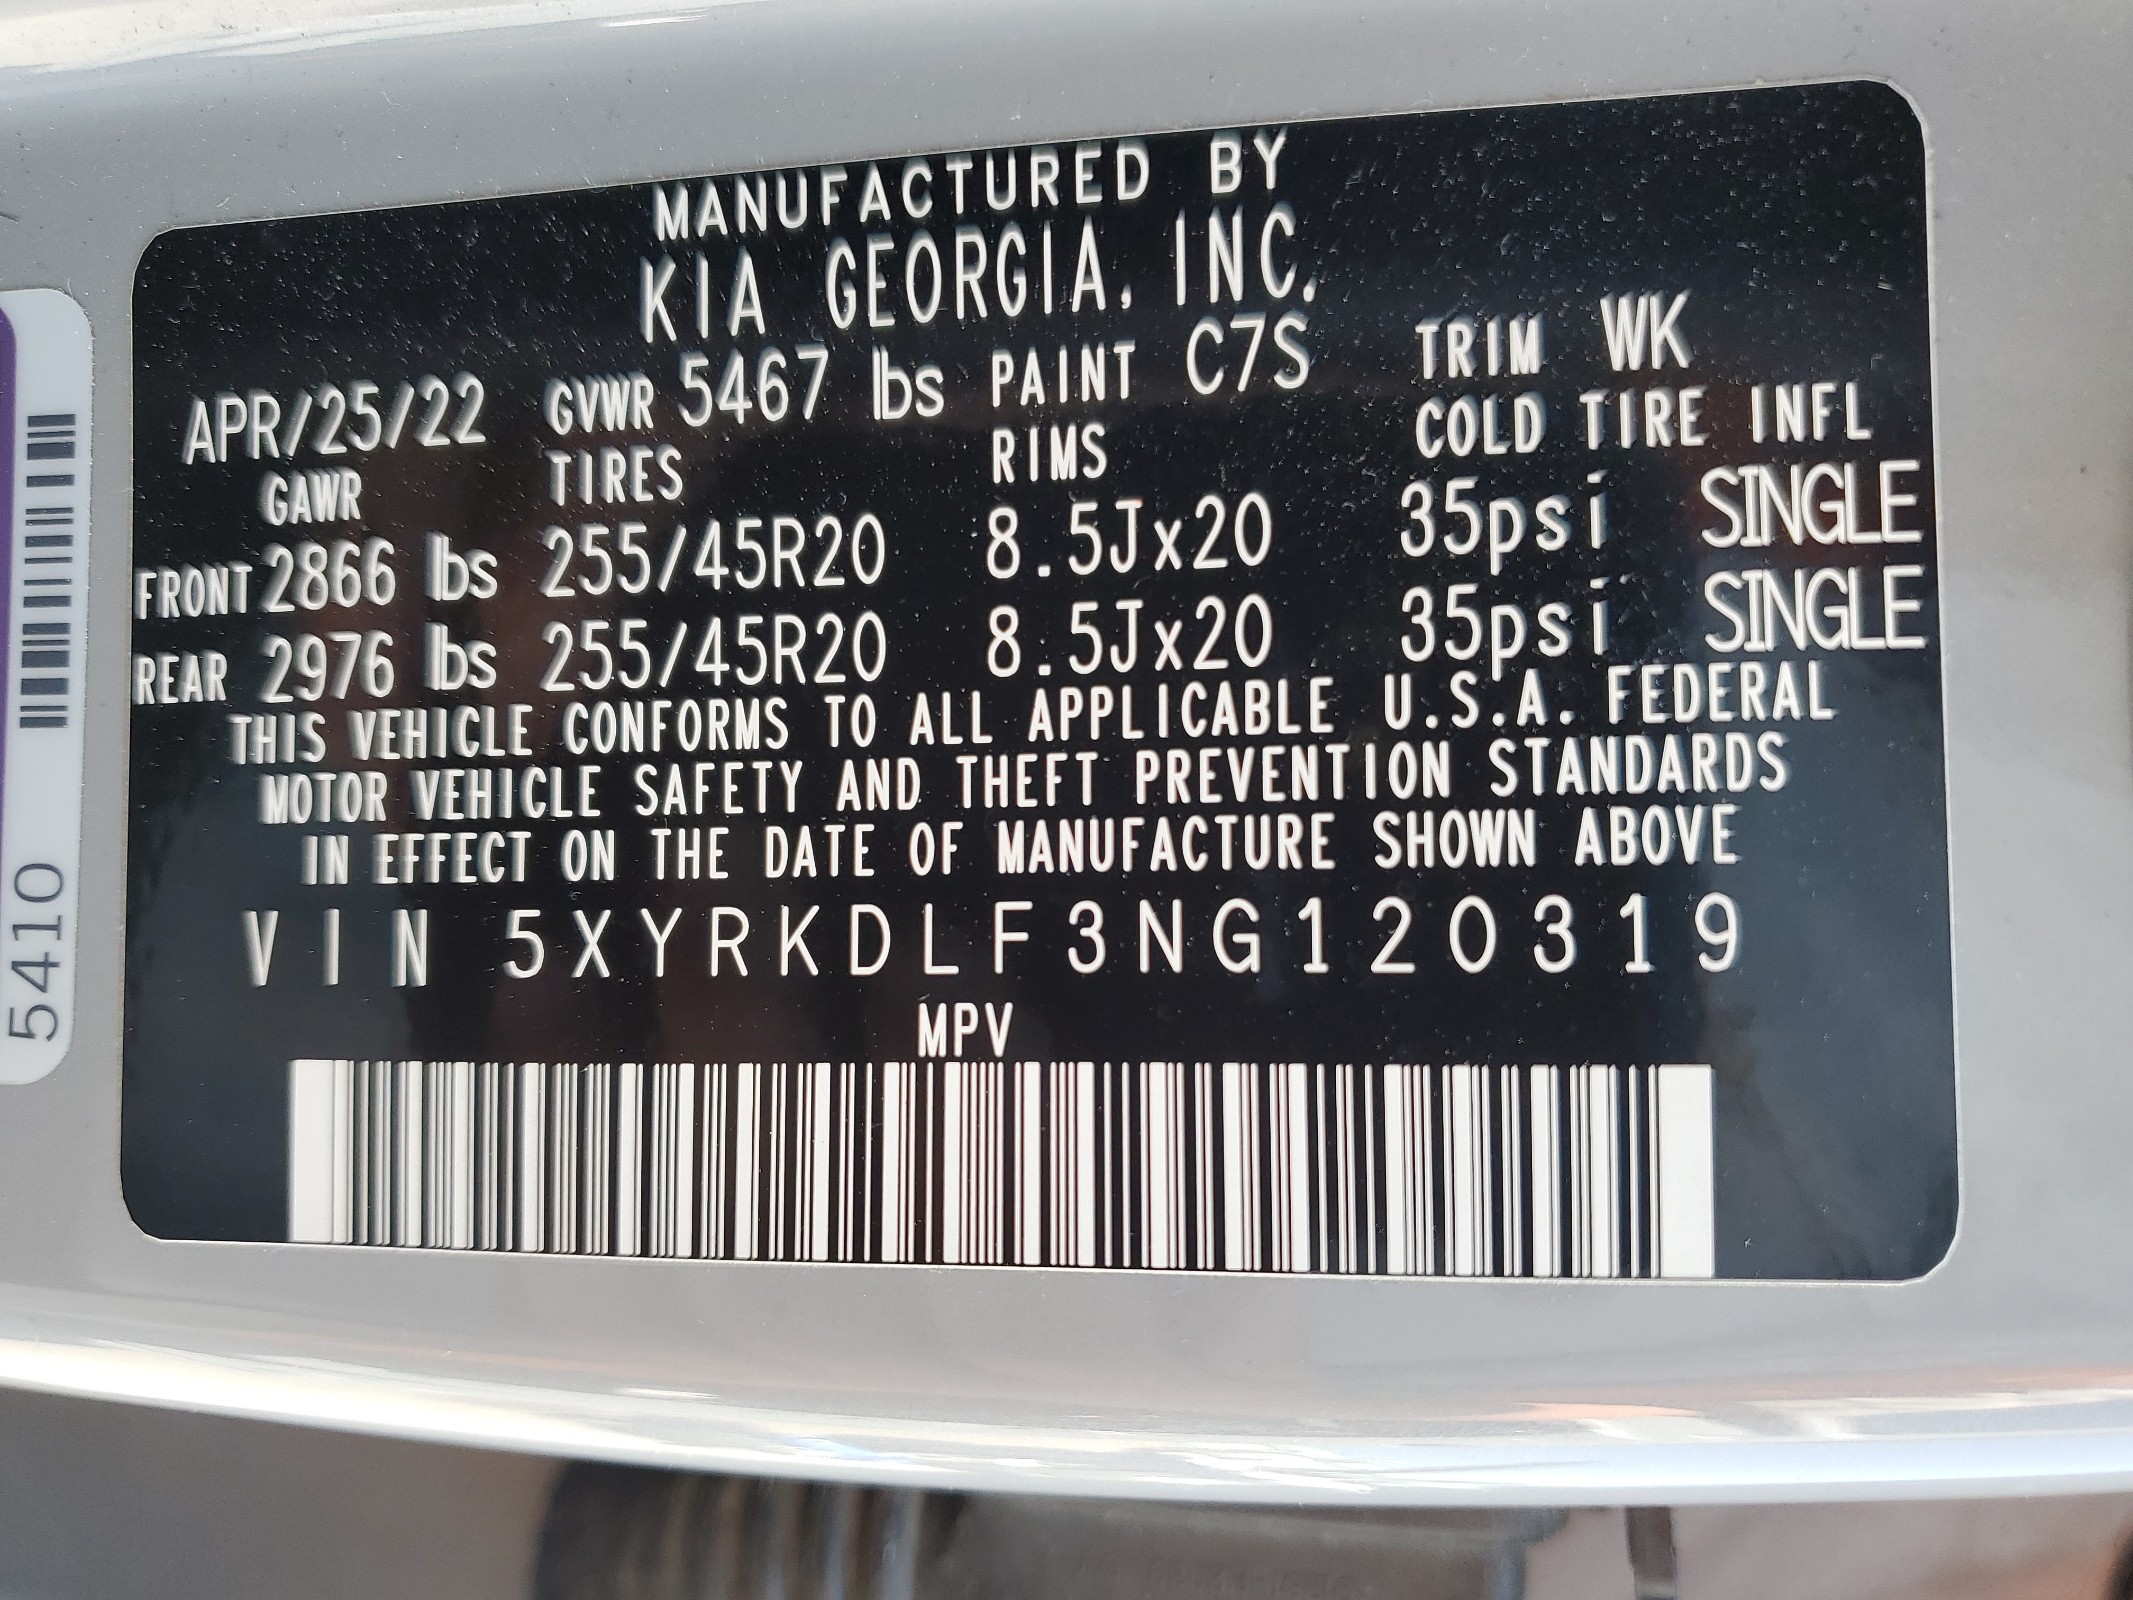 MANUFACTURED BY
KIA GEORGIA, INC.
APR/25/22 GVWR 5467 lbs PAINT C7S TRIM WK
GAWR TIRES RIMS COLD TIRE INFL
FRONT 2866 lbs 255/45R20 8.5Jx20 35psi SINGLE
REAR 2976 lbs 255/45R20 8.5Jx20 35psi SINGLE
THIS VEHICLE CONFORMS TO ALL APPLICABLE U.S.A. FEDERAL
MOTOR VEHICLE SAFETY AND THEFT PREVENTION STANDARDS
IN EFFECT ON THE DATE OF MANUFACTURE SHOWN ABOVE
VIN 5XYRKDLF3NG120319
MPV
5410